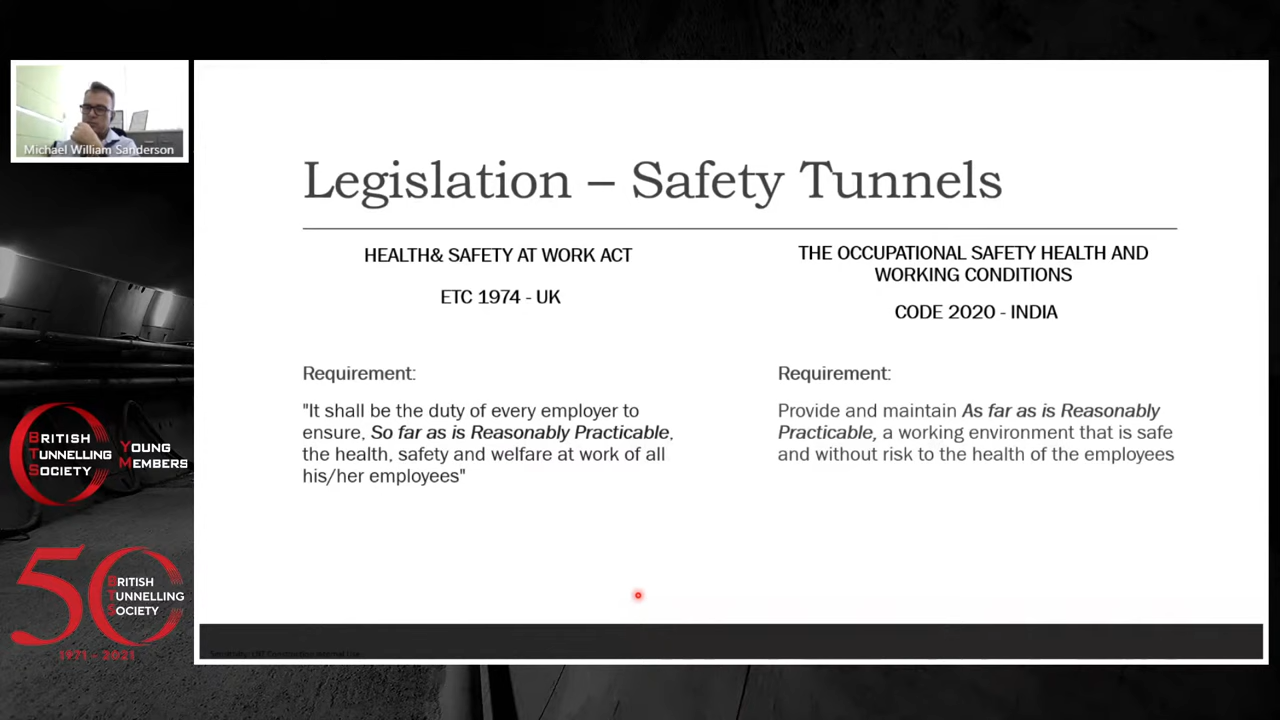 Michael William Sanderson
Legislation – Safety Tunnels
HEALTH& SAFETY AT WORK ACT
ETC 1974 - UK
Requirement:
"It shall be the duty of every employer to
ensure, So far as is Reasonably Practicable,
the health, safety and welfare at work of all
his/her employees"
THE OCCUPATIONAL SAFETY HEALTH AND
WORKING CONDITIONS
CODE 2020 - INDIA
Requirement:
Provide and maintain As far as is Reasonably
Practicable, a working environment that is safe
and without risk to the health of the employees
BRITISH
TUNNELLING
SOCIETY
YOUNG
MEMBERS
50
BRITISH
TUNNELLING
SOCIETY
1971 - 2021